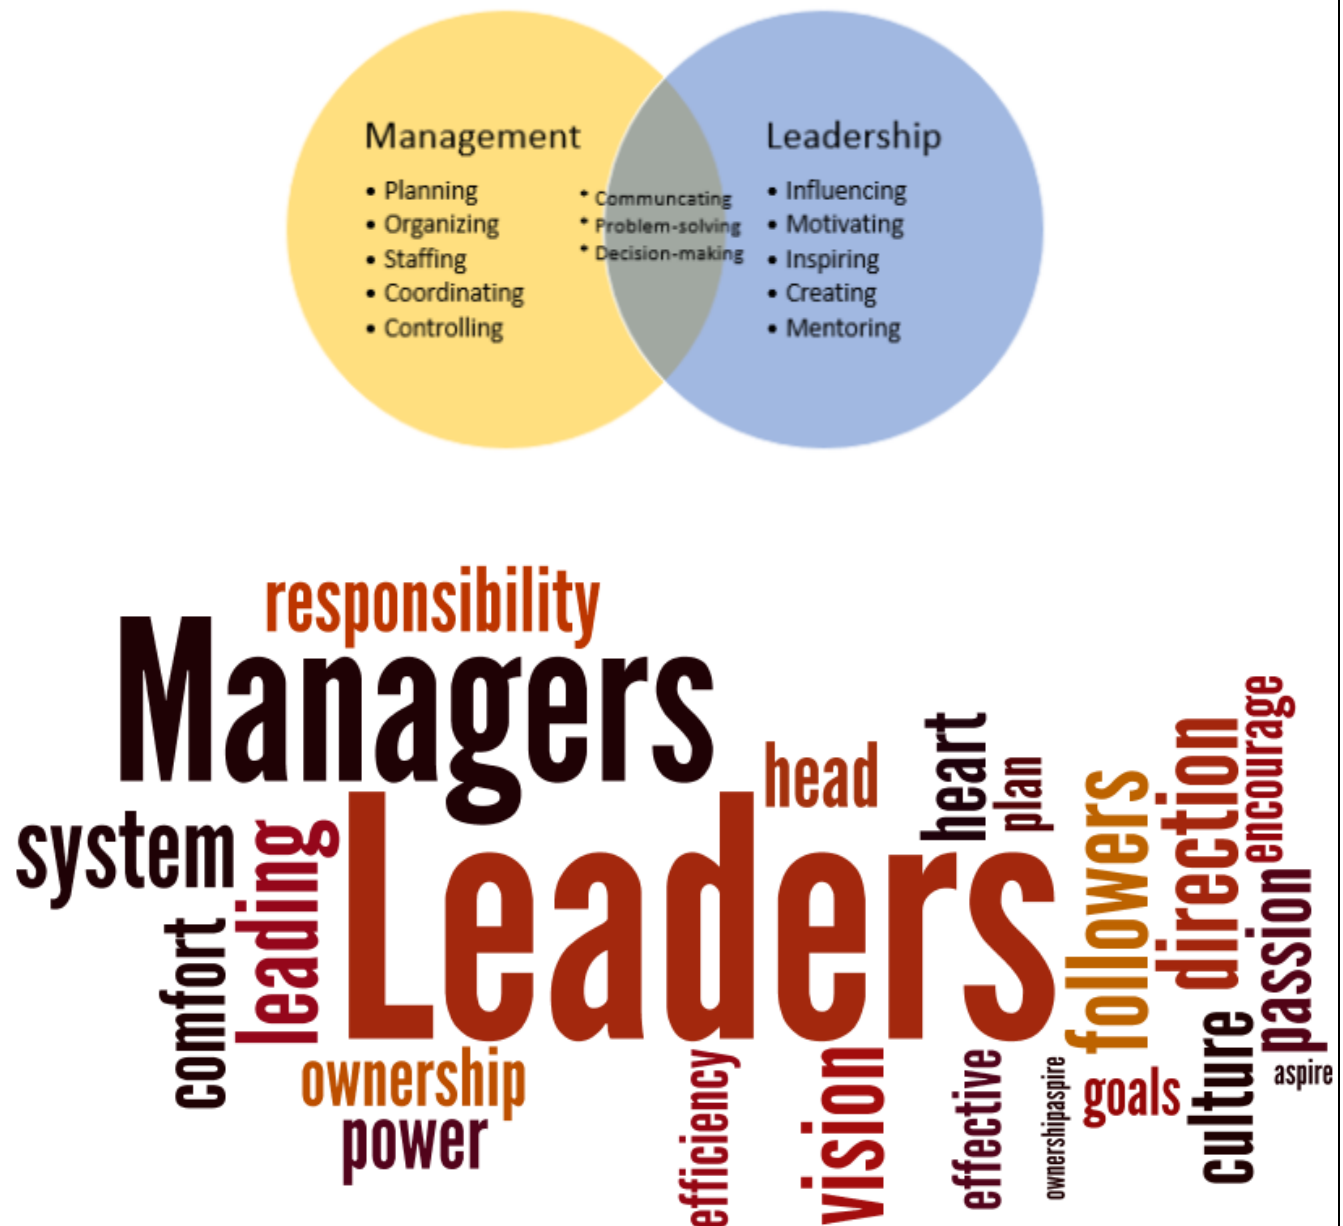 Management
• Planning
• Organizing
• Staffing
• Coordinating
• Controlling
* Communcating
* Problem-solving
* Decision-making
Leadership
• Influencing
• Motivating
• Inspiring
• Creating
• Mentoring
responsibility
Managers
head
heart
plan
followers
direction
encourage
system
comfort
leading
Leaders
passion
ownership
power
efficiency
vision
effective
ownershipaspire
goals
culture
aspire